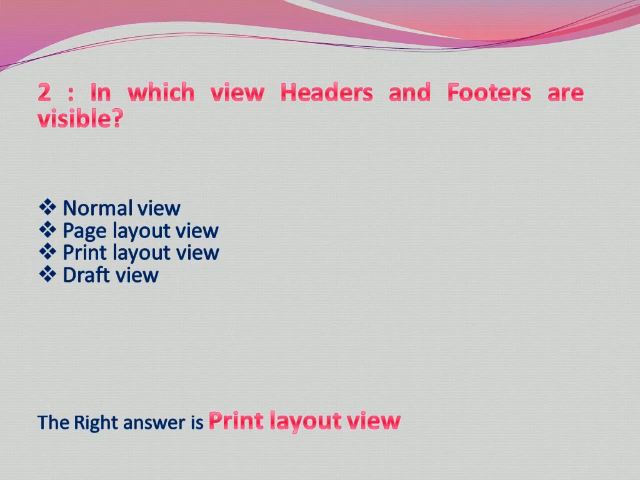 2 : In which view Headers and Footers are
visible?
❖ Normal view
❖ Page layout view
❖ Print layout view
❖ Draft view
The Right answer is Print layout view